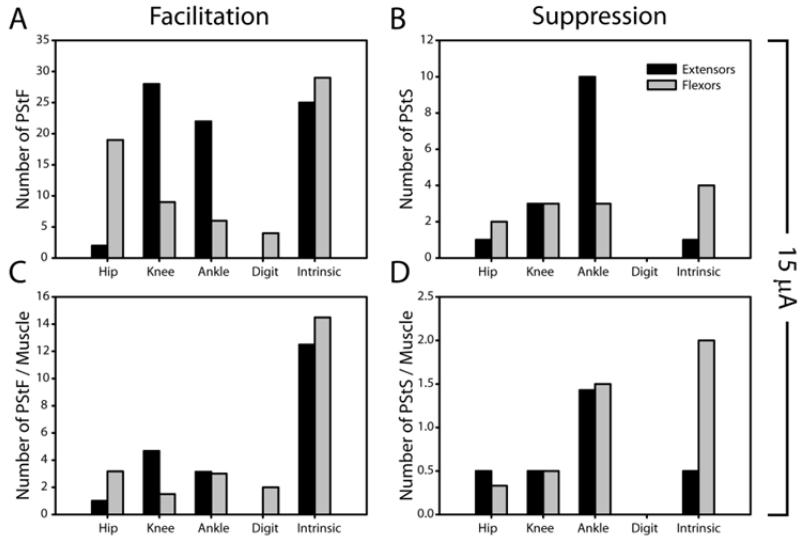 A Facilitation
B Suppression
35
30
25
20
15
10
5
0
Number of PStF
Hip Knee Ankle Digit Intrinsic
12
10
8
6
4
2
0
Number of PStS
Extensors
Flexors
Hip Knee Ankle Digit Intrinsic
C
16
14
12
10
8
6
4
2
0
Number of PStF / Muscle
Hip Knee Ankle Digit Intrinsic
D
2.5
2.0
1.5
1.0
0.5
0.0
Number of PStS / Muscle
Hip Knee Ankle Digit Intrinsic
15 μA